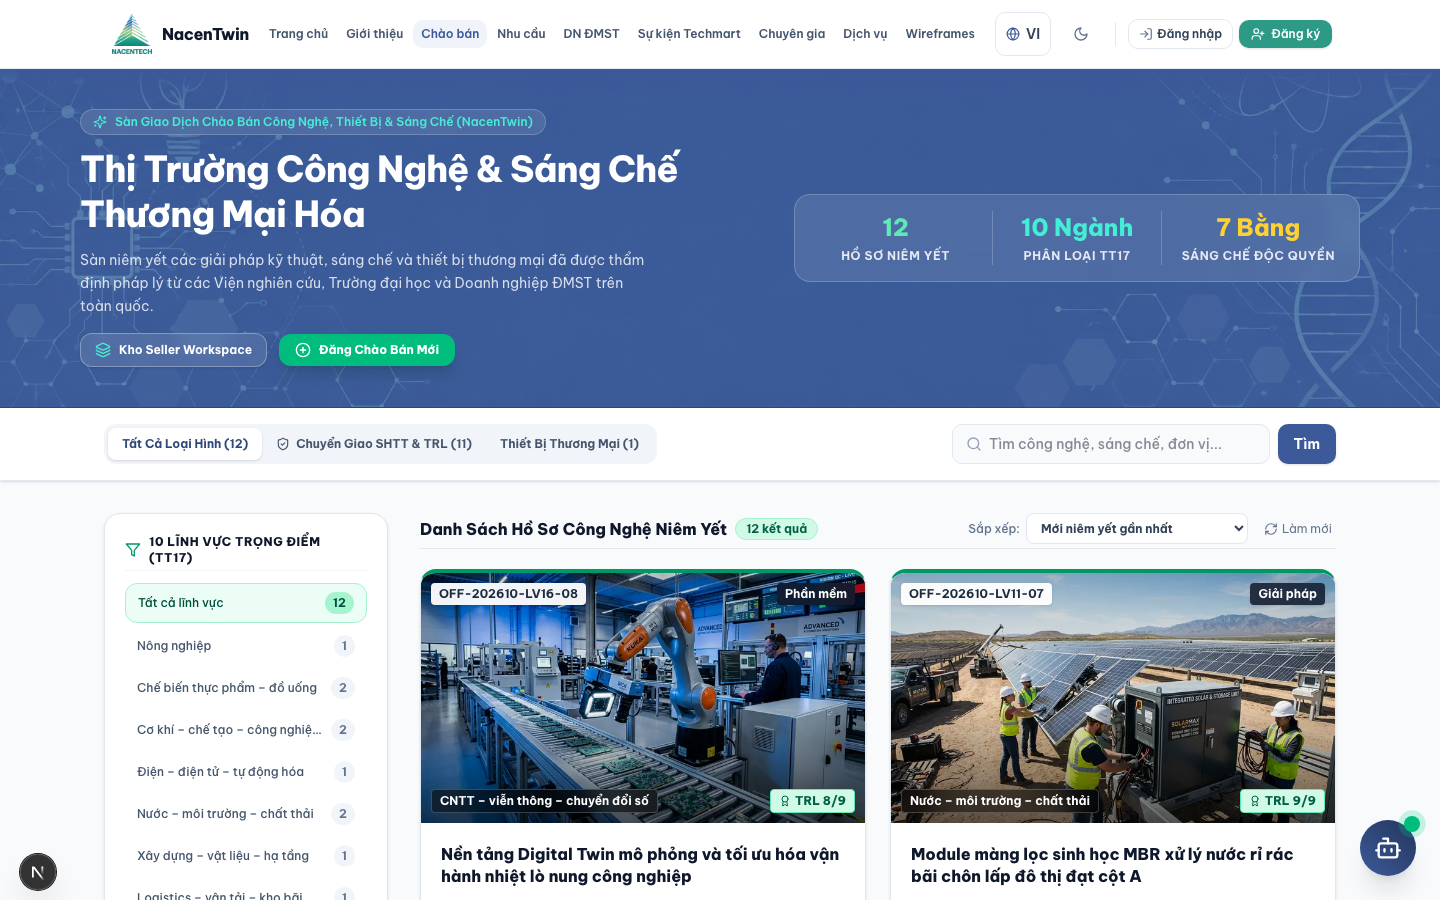 NACENTECH
NacenTwin
Trang chủ
Giới thiệu
Chào bán
Nhu cầu
DN ĐMST
Sự kiện Techmart
Chuyên gia
Dịch vụ
Wireframes
VI
Đăng nhập
Đăng ký
Sàn Giao Dịch Chào Bán Công Nghệ, Thiết Bị & Sáng Chế (NacenTwin)
Thị Trường Công Nghệ & Sáng Chế
Thương Mại Hóa
Sàn niêm yết các giải pháp kỹ thuật, sáng chế và thiết bị thương mại đã được thẩm
định pháp lý từ các Viện nghiên cứu, Trường đại học và Doanh nghiệp ĐMST trên
toàn quốc.
Kho Seller Workspace
Đăng Chào Bán Mới
12
HỒ SƠ NIÊM YẾT
10 Ngành
PHÂN LOẠI TT17
7 Bằng
SÁNG CHẾ ĐỘC QUYỀN
Tất Cả Loại Hình (12)
Chuyển Giao SHTT & TRL (11)
Thiết Bị Thương Mại (1)
Tìm công nghệ, sáng chế, đơn vị...
Tìm
10 LĨNH VỰC TRỌNG ĐIỂM
(TT17)
Tất cả lĩnh vực 12
Nông nghiệp 1
Chế biến thực phẩm – đồ uống 2
Cơ khí – chế tạo – công nghiệ... 2
Điện – điện tử – tự động hóa 1
Nước – môi trường – chất thải 2
Xây dựng – vật liệu – hạ tầng 1
Logistics – vận tải – kho bãi 1
Danh Sách Hồ Sơ Công Nghệ Niêm Yết
12 kết quả
Sắp xếp:
Mới niêm yết gần nhất
Làm mới
OFF-202610-LV16-08
Phần mềm
ADVANCED
KUKA
CNTT – viễn thông – chuyển đổi số
TRL 8/9
Nền tảng Digital Twin mô phỏng và tối ưu hóa vận
hành nhiệt lò nung công nghiệp
OFF-202610-LV11-07
Giải pháp
INTEGRATED SOLAR & STORAGE UNIT
SOLARMAX
Nước – môi trường – chất thải
TRL 9/9
Module màng lọc sinh học MBR xử lý nước rỉ rác
bãi chôn lấp đô thị đạt cột A
N